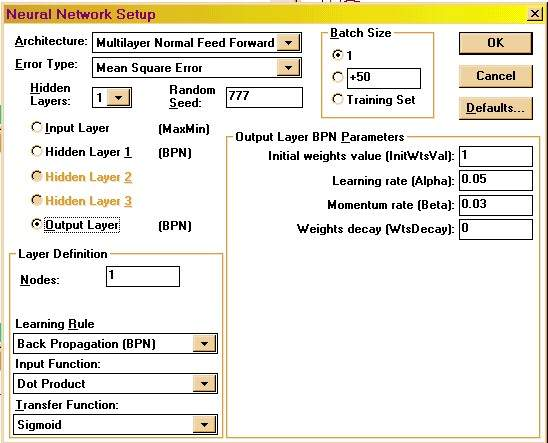 Neural Network Setup
Architecture: Multilayer Normal Feed Forward
Error Type: Mean Square Error
Hidden Layers: 1 Random Seed: 777
Batch Size
1
+50
Training Set
OK
Cancel
Defaults...
Input Layer (MaxMin)
Hidden Layer 1 (BPN)
Hidden Layer 2
Hidden Layer 3
Output Layer (BPN)
Output Layer BPN Parameters
Initial weights value (InitWtsVal): 1
Learning rate (Alpha): 0.05
Momentum rate (Beta): 0.03
Weights decay (WtsDecay): 0
Layer Definition
Nodes: 1
Learning Rule
Back Propagation (BPN)
Input Function:
Dot Product
Transfer Function:
Sigmoid